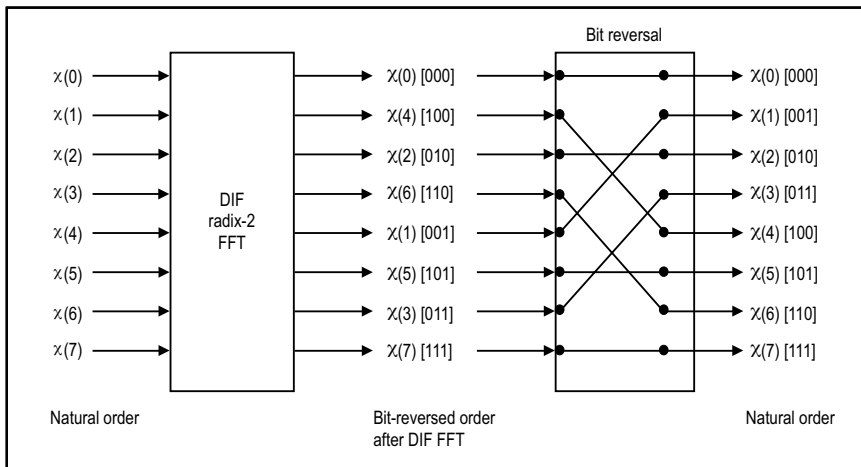 Bit reversal
x(0) χ(0) [000] χ(0) [000]
x(1) χ(4) [100] χ(1) [001]
x(2) χ(2) [010] χ(2) [010]
x(3) χ(6) [110] χ(3) [011]
DIF
radix-2
FFT
x(4) χ(1) [001] χ(4) [100]
x(5) χ(5) [101] χ(5) [101]
x(6) χ(3) [011] χ(6) [110]
x(7) χ(7) [111] χ(7) [111]
Natural order Bit-reversed order Natural order
after DIF FFT